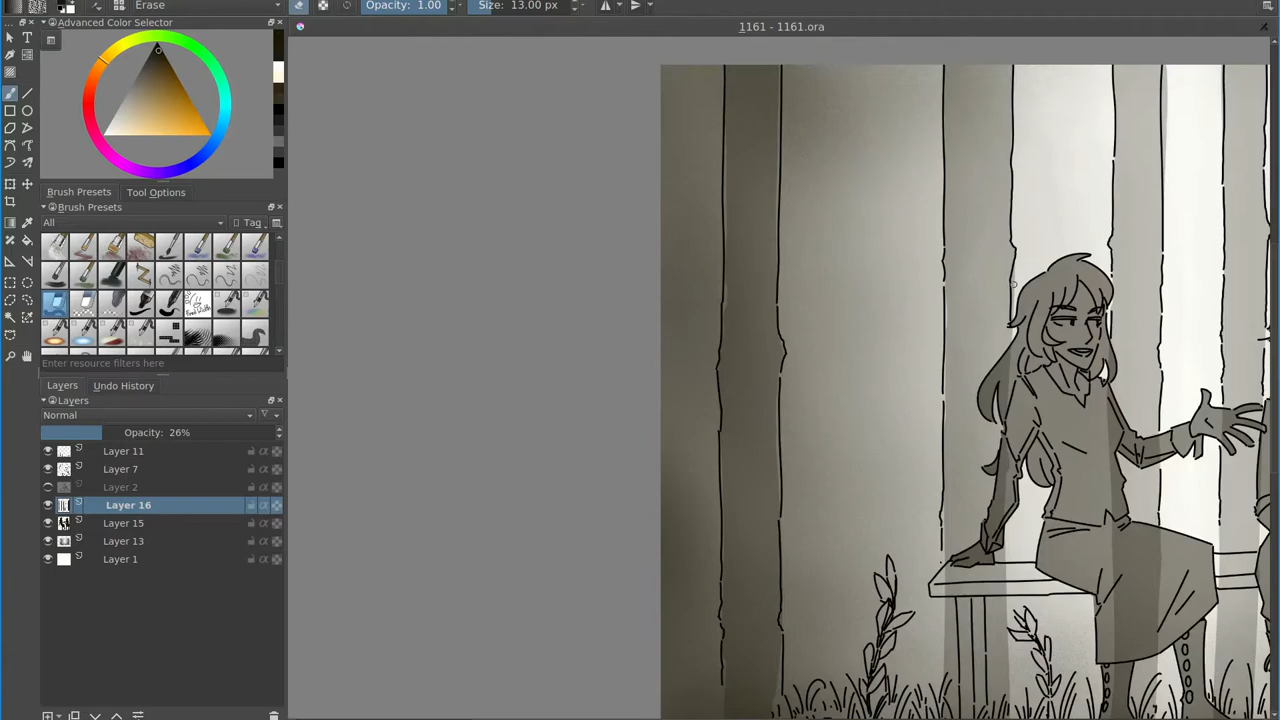 Erase
Opacity: 1.00
Size: 13.00 px
1161 - 1161.ora
Advanced Color Selector
Brush Presets
Tool Options
Brush Presets
All
Tag
Enter resource filters here
Layers
Undo History
Layers
Normal
Opacity: 26%
Layer 11
Layer 7
Layer 2
Layer 16
Layer 15
Layer 13
Layer 1